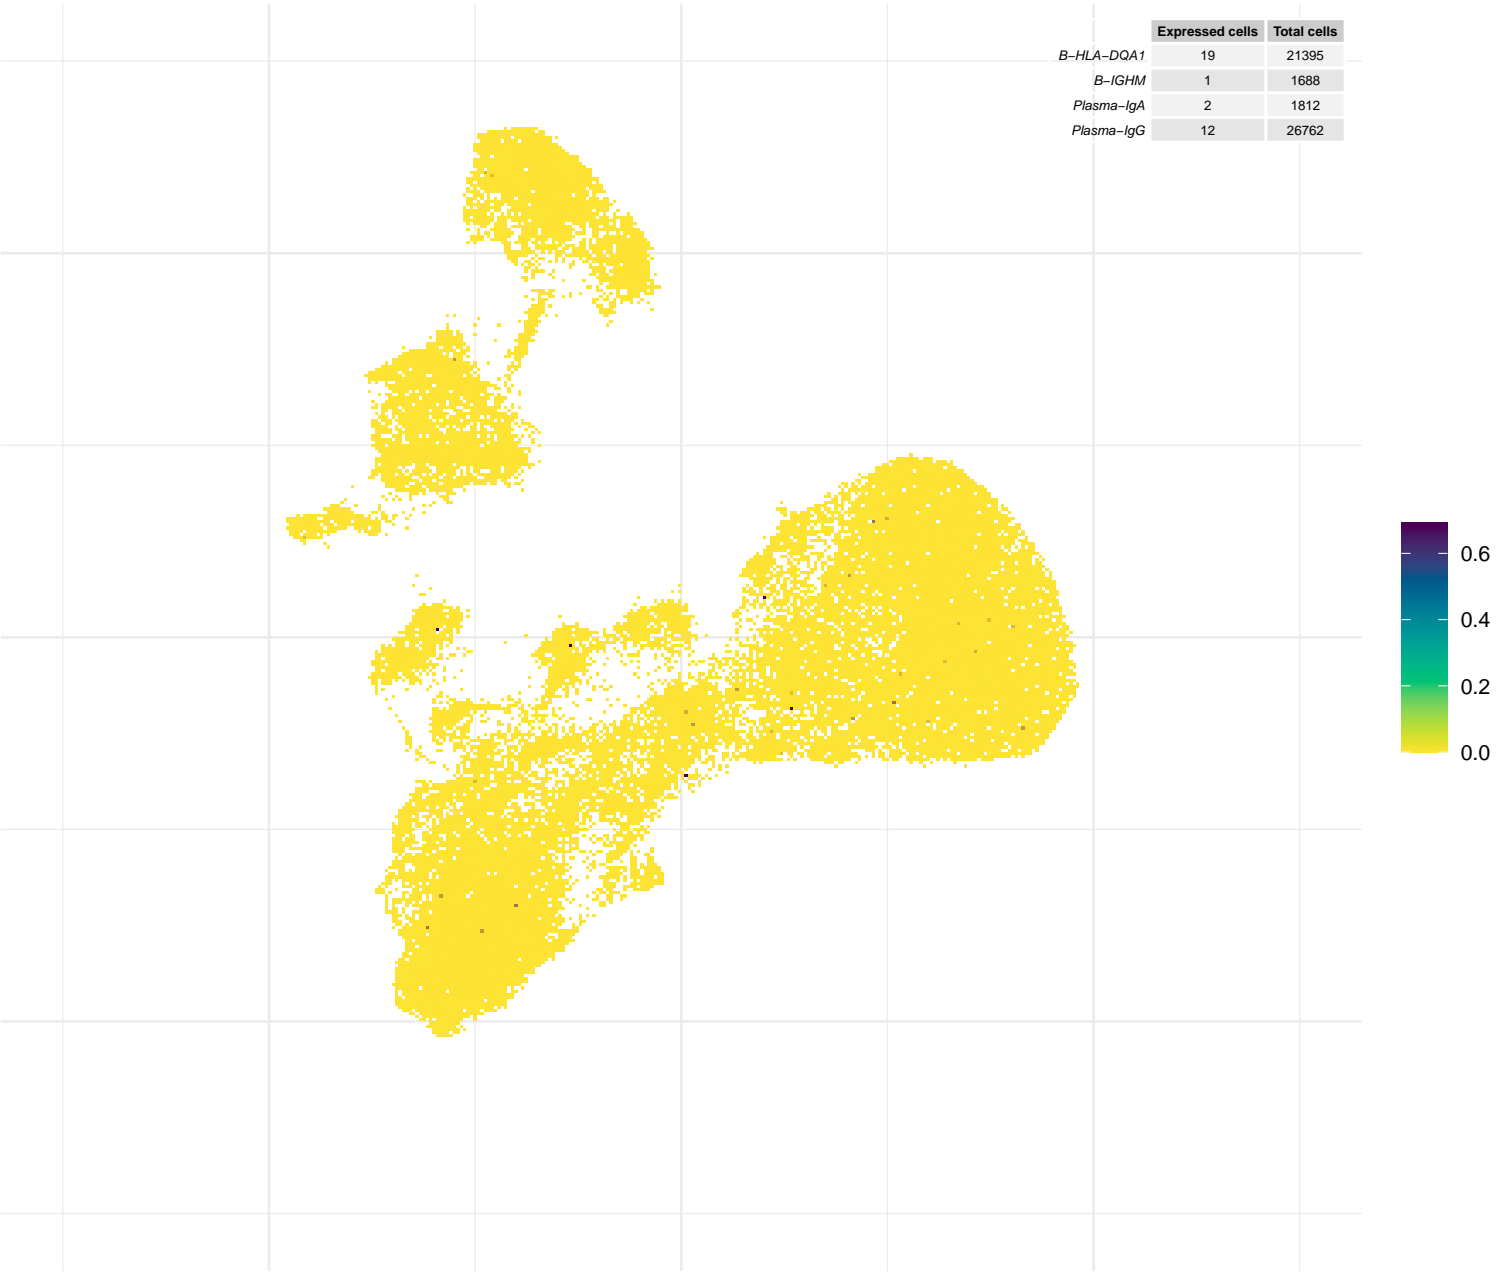 Expressed cells Total cells
B−HLA−DQA1 19 21395
B−IGHM 1 1688
Plasma−IgA 2 1812
Plasma−IgG 12 26762
0.6
0.4
0.2
0.0